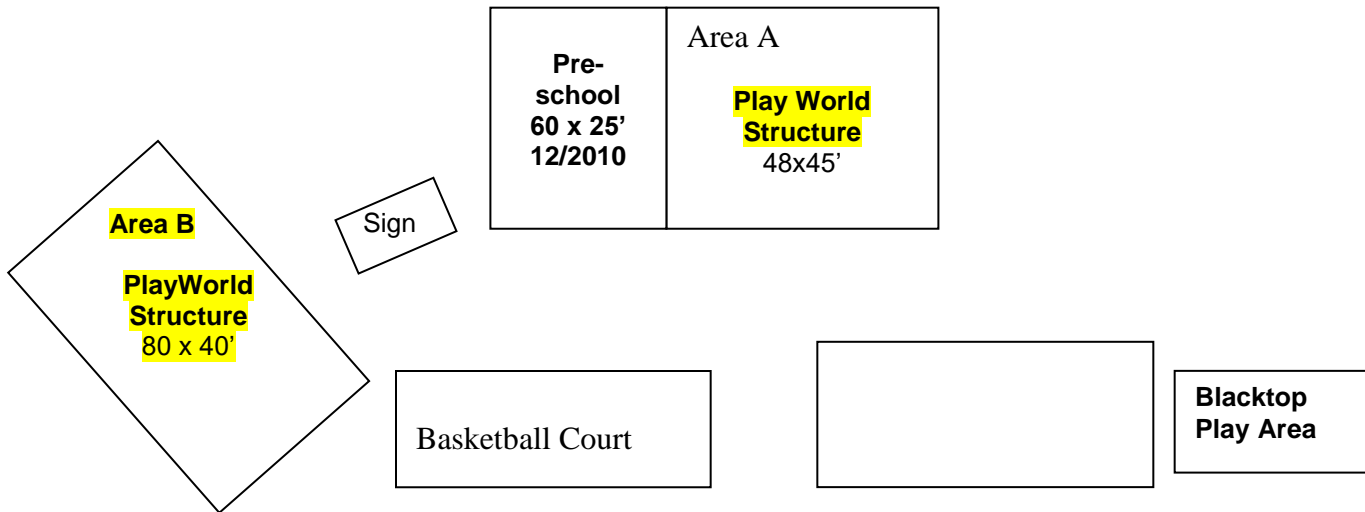 Area A
Pre-
school
60 x 25’
12/2010
Play World
Structure
48x45’
Sign
Area B
PlayWorld
Structure
80 x 40’
Basketball Court
Blacktop
Play Area